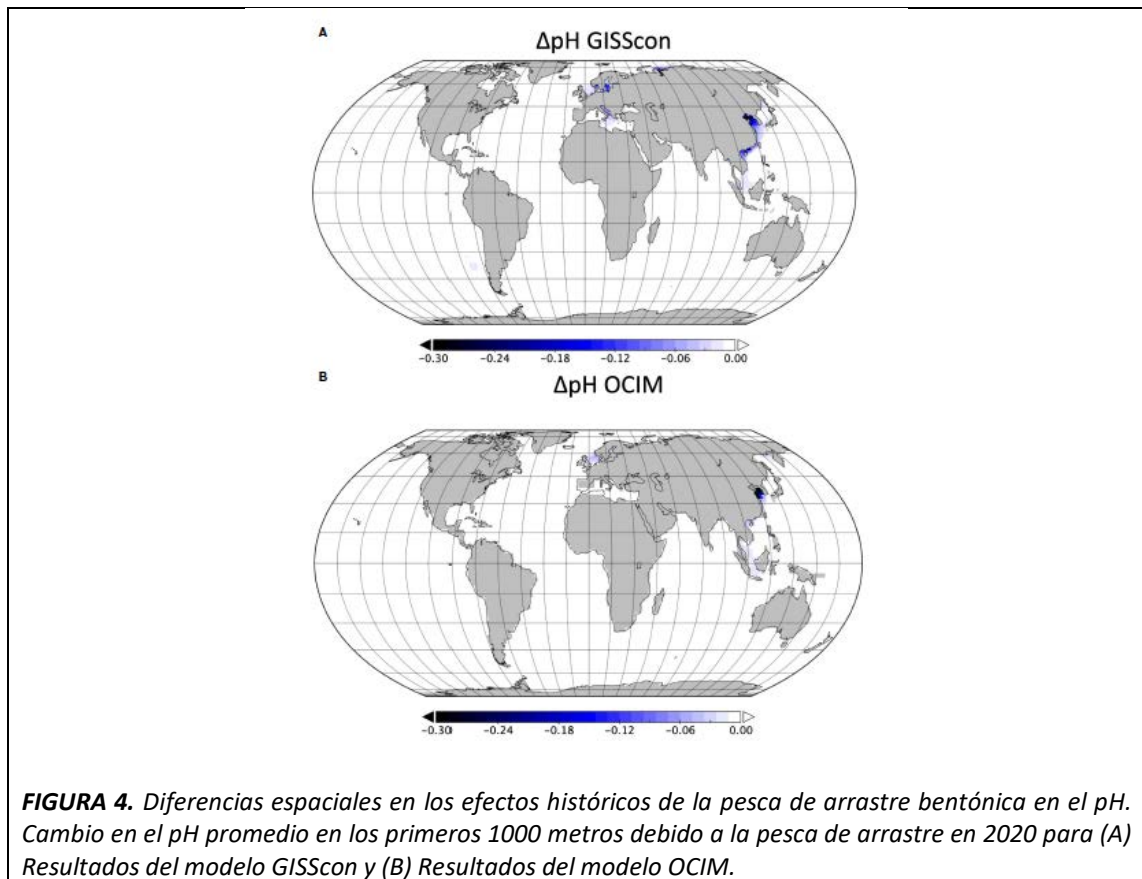 A
ΔpH GISScon
−0.30 −0.24 −0.18 −0.12 −0.06 0.00
B
ΔpH OCIM
−0.30 −0.24 −0.18 −0.12 −0.06 0.00
FIGURA 4. Diferencias espaciales en los efectos históricos de la pesca de arrastre bentónica en el pH.
Cambio en el pH promedio en los primeros 1000 metros debido a la pesca de arrastre en 2020 para (A)
Resultados del modelo GISScon y (B) Resultados del modelo OCIM.